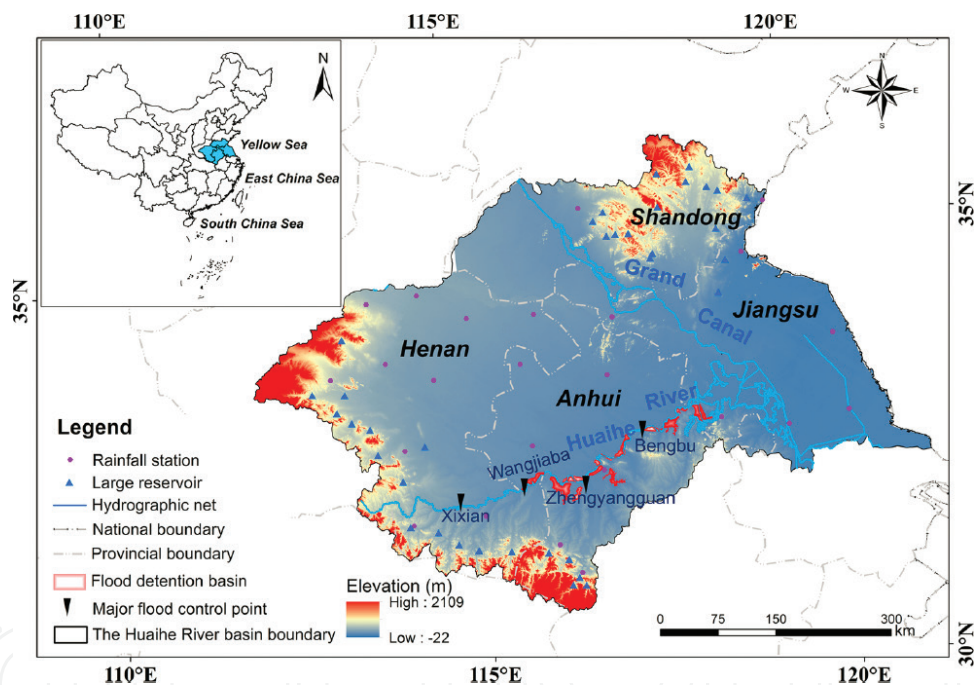 110°E
115°E
120°E
N
Yellow Sea
East China Sea
South China Sea
N
W
E
S
35°N
35°N
Shandong
Grand
Canal
Jiangsu
Henan
Anhui
Huaihe
River
Bengbu
Wangjiaba
Zhengyangguan
Xixian
Legend
Rainfall station
Large reservoir
Hydrographic net
National boundary
Provincial boundary
Flood detention basin
Major flood control point
The Huaihe River basin boundary
Elevation (m)
High : 2109
Low : -22
0 75 150 300
km
30°N
110°E
115°E
120°E